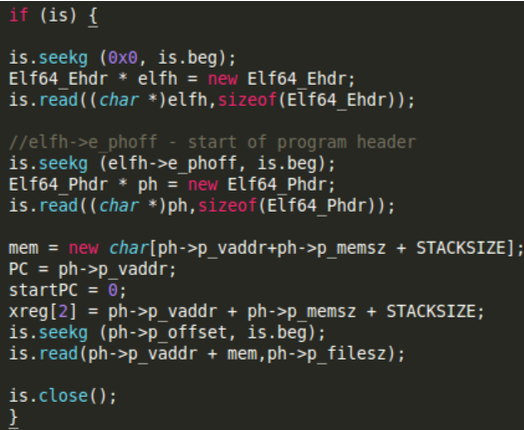 if (is) {
is.seekg (0x0, is.beg);
Elf64_Ehdr * elfh = new Elf64_Ehdr;
is.read((char *)elfh,sizeof(Elf64_Ehdr));
//elfh->e_phoff - start of program header
is.seekg (elfh->e_phoff, is.beg);
Elf64_Phdr * ph = new Elf64_Phdr;
is.read((char *)ph,sizeof(Elf64_Phdr));
mem = new char[ph->p_vaddr+ph->p_memsz + STACKSIZE];
PC = ph->p_vaddr;
startPC = 0;
xreg[2] = ph->p_vaddr + ph->p_memsz + STACKSIZE;
is.seekg (ph->p_offset, is.beg);
is.read(ph->p_vaddr + mem,ph->p_filesz);
is.close();
}